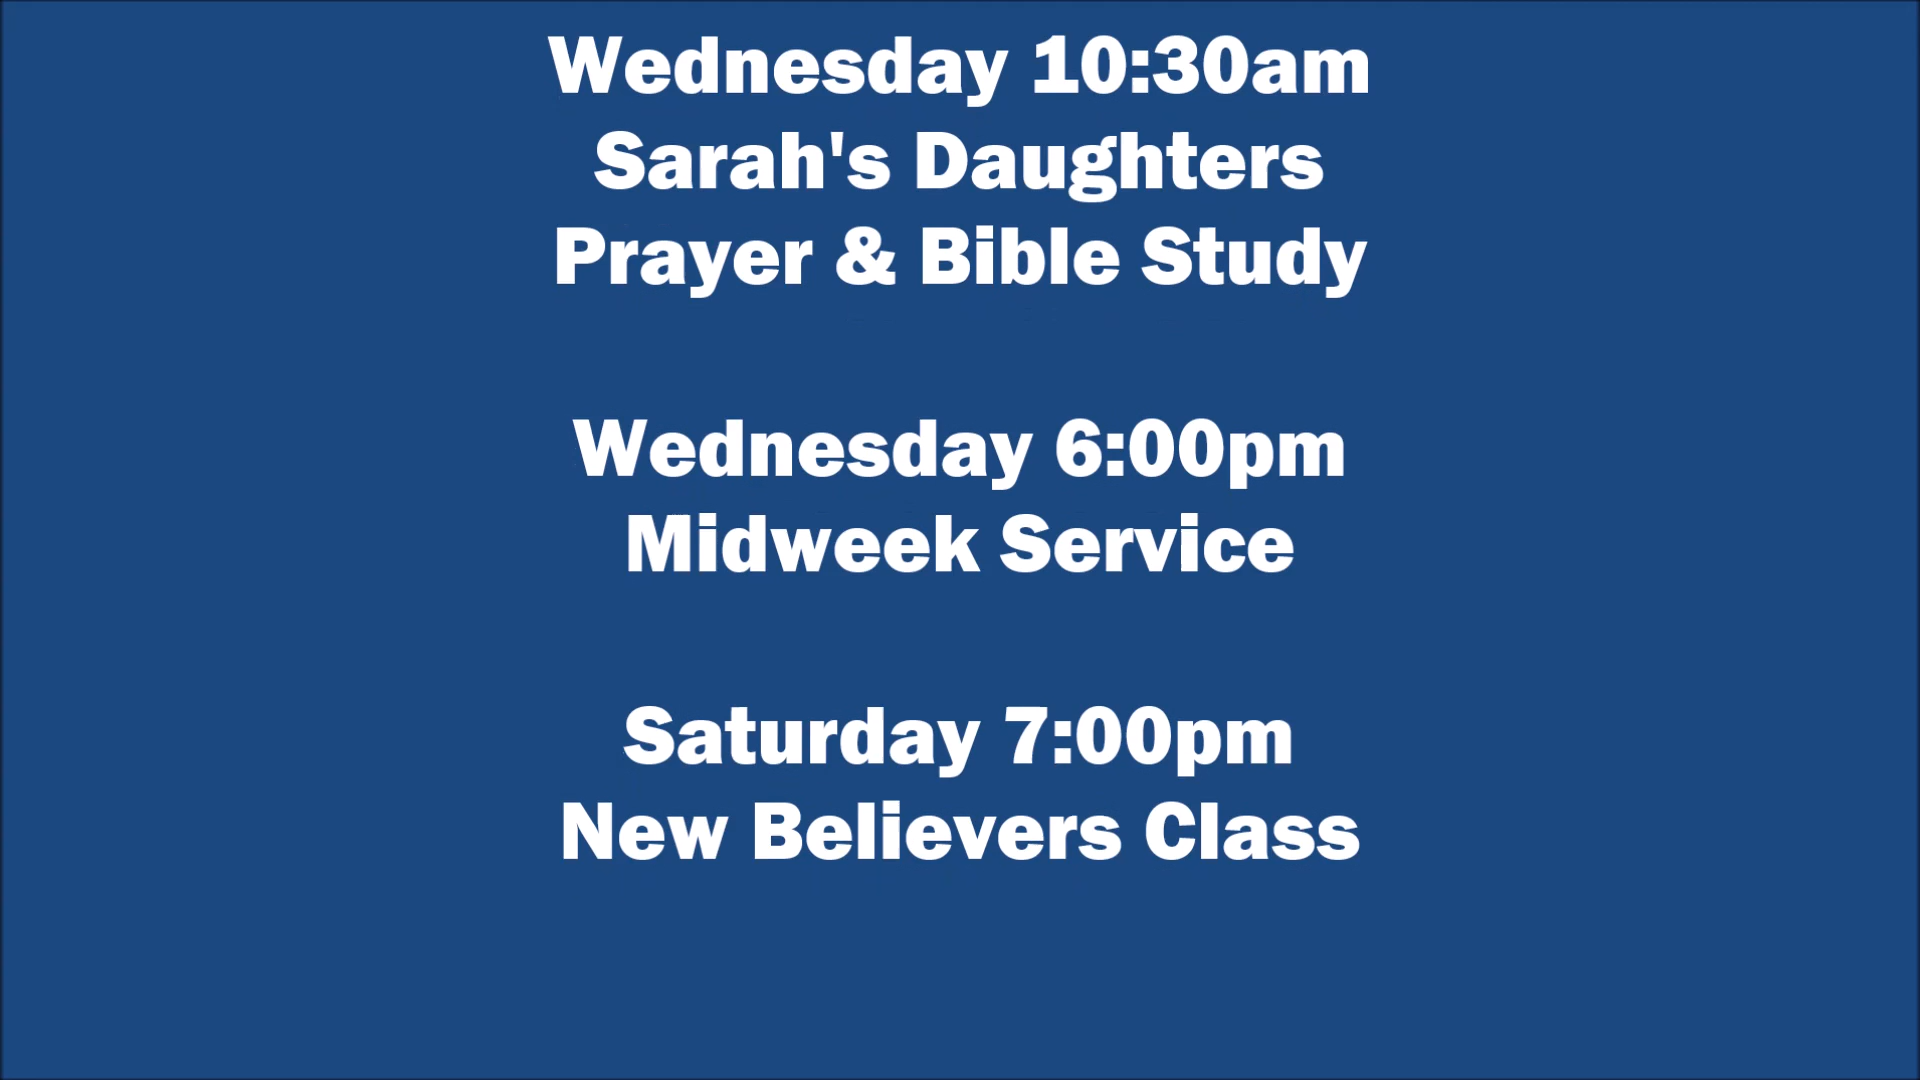 Wednesday 10:30am
Sarah's Daughters
Prayer & Bible Study
Wednesday 6:00pm
Midweek Service
Saturday 7:00pm
New Believers Class